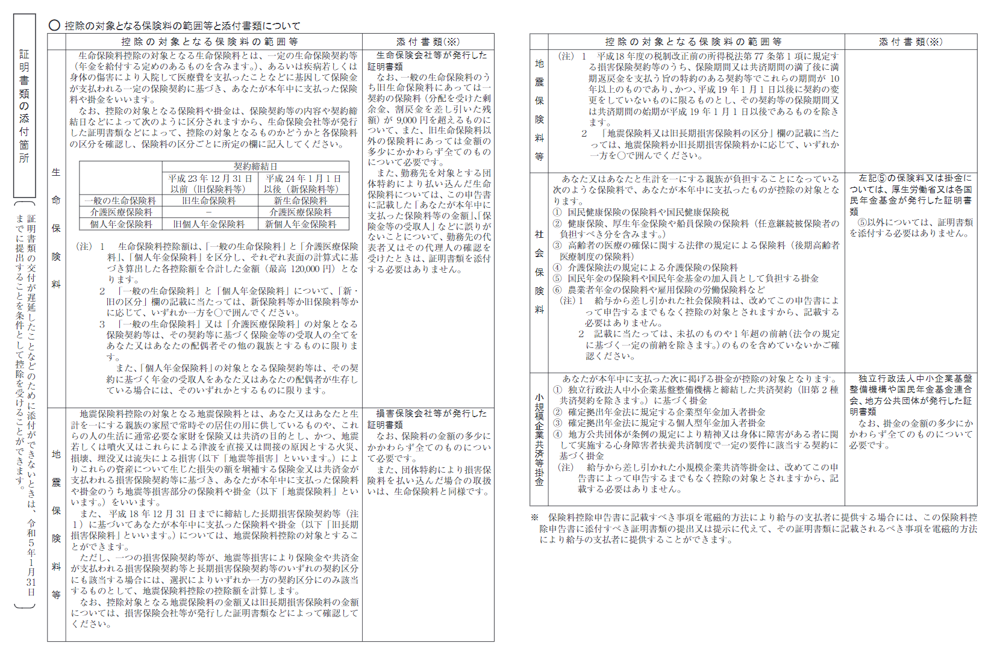 証明書類の添付箇所
証明書類の交付が遅延したことなどのために添付ができないときは、令和5年1月31日
までに提出することを条件として控除を受けることができます。
○ 控除の対象となる保険料の範囲等と添付書類について
控除の対象となる保険料の範囲等
添付書類(※)
生命保険料
生命保険料控除の対象となる生命保険料とは、一定の生命保険契約等
（年金を給付する定めのあるものを含みます。）、あるいは疾病若しくは
身体の傷害により入院して医療費を支払ったことなどに基因して保険金
が支払われる一定の保険契約に基づき、あなたが本年中に支払った保険
料や掛金をいいます。
なお、控除の対象となる保険料や掛金は、保険契約等の内容や契約締
結日などによって次のように区分されますから、生命保険会社等が発行
した証明書類などによって、控除の対象となるものかどうかと各保険料
の区分を確認し、保険料の区分ごとに所定の欄に記入してください。
契約締結日
平成 23 年 12 月 31 日
以前（旧保険料等）
平成 24 年 1 月 1 日
以後（新保険料等）
一般の生命保険料 旧生命保険料 新生命保険料
介護医療保険料 − 介護医療保険料
個人年金保険料 旧個人年金保険料 新個人年金保険料
（注） 1 生命保険料控除額は、「一般の生命保険料」と「介護医療保険
料」、「個人年金保険料」を区分し、それぞれ表面の計算式に基
づき算出した各控除額を合計した金額（最高 120,000 円）とな
ります。
2 「一般の生命保険料」と「個人年金保険料」について、「新・
旧の区分」欄の記載に当たっては、新保険料等か旧保険料等か
に応じて、いずれか一方を○で囲んでください。
3 「一般の生命保険料」又は「介護医療保険料」の対象となる
保険契約等は、その契約等に基づく保険金等の受取人の全てを
あなた又はあなたの配偶者その他の親族とするものに限りま
す。
また、「個人年金保険料」の対象となる保険契約等は、その契
約に基づく年金の受取人をあなた又はあなたの配偶者が生存し
ている場合には、そのいずれかとするものに限ります。
生命保険会社等が発行した
証明書類
なお、一般の生命保険料のう
ち旧生命保険料にあっては一
契約の保険料（分配を受けた剰
余金、割戻金を差し引いた残
額）が 9,000 円を超えるものに
ついて、また、旧生命保険料以
外の保険料にあっては金額の
多少にかかわらず全てのもの
について必要です。
また、勤務先を対象とする団
体特約により払い込んだ生命
保険料については、この申告書
に記載した「あなたが本年中に
支払った保険料等の金額」、「保
険金等の受取人」などに誤りが
ないことについて、勤務先の代
表者又はその代理人の確認を
受けたときは、証明書類を添付
する必要はありません。
地震保険料等
地震保険料控除の対象となる地震保険料とは、あなた又はあなたと生
計を一にする親族の家屋で常時その居住の用に供しているものや、これ
らの人の生活に通常必要な家財を保険又は共済の目的とし、かつ、地震
若しくは噴火又はこれらによる津波を直接又は間接の原因とする火災、
損壊、埋没又は流失による損害（以下「地震等損害」といいます。）によ
りこれらの資産について生じた損失の額を塡補する保険金又は共済金が
支払われる損害保険契約等に基づき、あなたが本年中に支払った保険料
や掛金のうち地震等損害部分の保険料や掛金（以下「地震保険料」とい
います。）をいいます。
また、平成 18 年 12 月 31 日までに締結した長期損害保険契約等（注
1）に基づいてあなたが本年中に支払った保険料や掛金（以下「旧長期
損害保険料」といいます。）については、地震保険料控除の対象とするこ
とができます。
ただし、一つの損害保険契約等が、地震等損害により保険金や共済金
が支払われる損害保険契約等と長期損害保険契約等のいずれの契約区分
にも該当する場合には、選択によりいずれか一方の契約区分にのみ該当
するものとして、地震保険料控除の控除額を計算します。
なお、控除対象となる地震保険料の金額又は旧長期損害保険料の金額
については、損害保険会社等が発行した証明書類などによって確認して
ください。
損害保険会社等が発行した
証明書類
なお、保険料の金額の多少に
かかわらず全てのものについ
て必要です。
また、団体特約により損害保
険料を払い込んだ場合の取扱
いは、生命保険料と同様です。
控除の対象となる保険料の範囲等
添付書類(※)
地震保険料等
（注） 1 平成18 年度の税制改正前の所得税法第 77 条第 1 項に規定す
る損害保険契約等のうち、保険期間又は共済期間の満了後に満
期返戻金を支払う旨の特約のある契約等でこれらの期間が 10
年以上のものであり、かつ、平成 19 年 1 月 1 日以後に契約の変
更をしていないものに限るものとし、その契約等の保険期間又
は共済期間の始期が平成 19 年 1 月 1 日以後であるものを除き
ます。
2 「地震保険料又は旧長期損害保険料の区分」欄の記載に当た
っては、地震保険料か旧長期損害保険料かに応じて、いずれか
一方を○で囲んでください。
社会保険料
あなた又はあなたと生計を一にする親族が負担することになっている
次のような保険料で、あなたが本年中に支払ったものが控除の対象とな
ります。
① 国民健康保険の保険料や国民健康保険税
② 健康保険、厚生年金保険や船員保険の保険料（任意継続被保険者の
負担すべき分を含みます。）
③ 高齢者の医療の確保に関する法律の規定による保険料（後期高齢者
医療制度の保険料）
④ 介護保険法の規定による介護保険の保険料
⑤ 国民年金の保険料や国民年金基金の加入員として負担する掛金
⑥ 農業者年金の保険料や雇用保険の労働保険料など
（注）1 給与から差し引かれた社会保険料は、改めてこの申告書によ
って申告するまでもなく控除の対象とされますから、記載する
必要はありません。
2 記載に当たっては、未払のものや1年超の前納（法令の規定
に基づく一定の前納を除きます。）のものを含めていないかご確
認ください。
左記⑤の保険料又は掛金に
ついては、厚生労働省又は各国
民年金基金が発行した証明書
類
⑤以外については、証明書類
を添付する必要はありません。
小規模企業共済等掛金
あなたが本年中に支払った次に掲げる掛金が控除の対象となります。
① 独立行政法人中小企業基盤整備機構と締結した共済契約（旧第 2 種
共済契約を除きます。）に基づく掛金
② 確定拠出年金法に規定する企業型年金加入者掛金
③ 確定拠出年金法に規定する個人型年金加入者掛金
④ 地方公共団体が条例の規定により精神又は身体に障害がある者に関
して実施する心身障害者扶養共済制度で一定の要件に該当する契約に
基づく掛金
（注） 給与から差し引かれた小規模企業共済等掛金は、改めてこの申
告書によって申告するまでもなく控除の対象とされますから、記
載する必要はありません。
独立行政法人中小企業基盤
整備機構や国民年金基金連合
会、地方公共団体が発行した証
明書類
なお、掛金の金額の多少にか
かわらず全てのものについて
必要です。
※ 保険料控除申告書に記載すべき事項を電磁的方法により給与の支払者に提供する場合には、この保険料控
除申告書に添付すべき証明書類の提出又は提示に代えて、その証明書類に記載されるべき事項を電磁的方法
により給与の支払者に提供することができます。